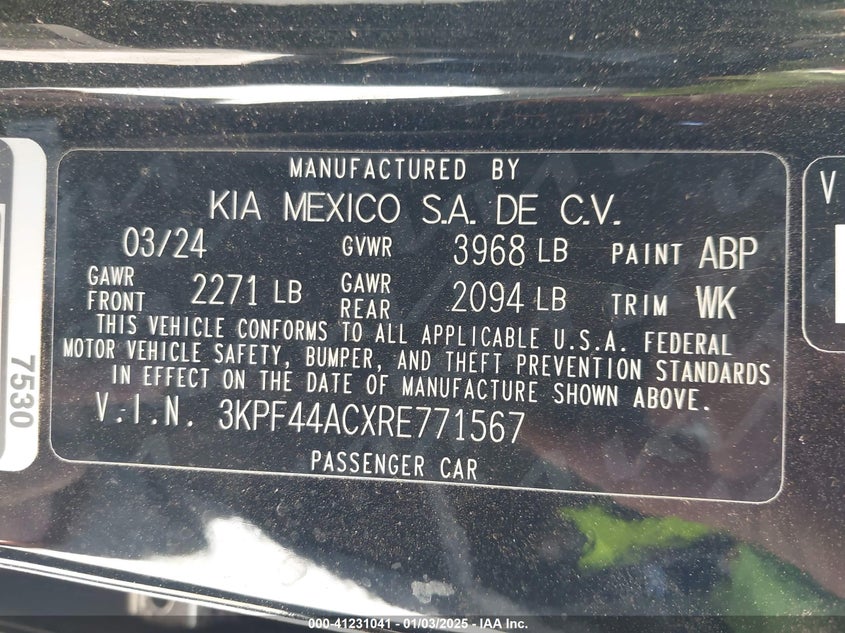 MANUFACTURED BY
KIA MEXICO S.A. DE C.V.
03/24 GVWR 3968 LB PAINT ABP
GAWR FRONT 2271 LB GAWR REAR 2094 LB TRIM WK
THIS VEHICLE CONFORMS TO ALL APPLICABLE U.S.A. FEDERAL
MOTOR VEHICLE SAFETY, BUMPER, AND THEFT PREVENTION STANDARDS
IN EFFECT ON THE DATE OF MANUFACTURE SHOWN ABOVE.
V.I.N. 3KPF44ACXRE771567
PASSENGER CAR
7530
V
000-41231041 - 01/03/2025 - IAA Inc.